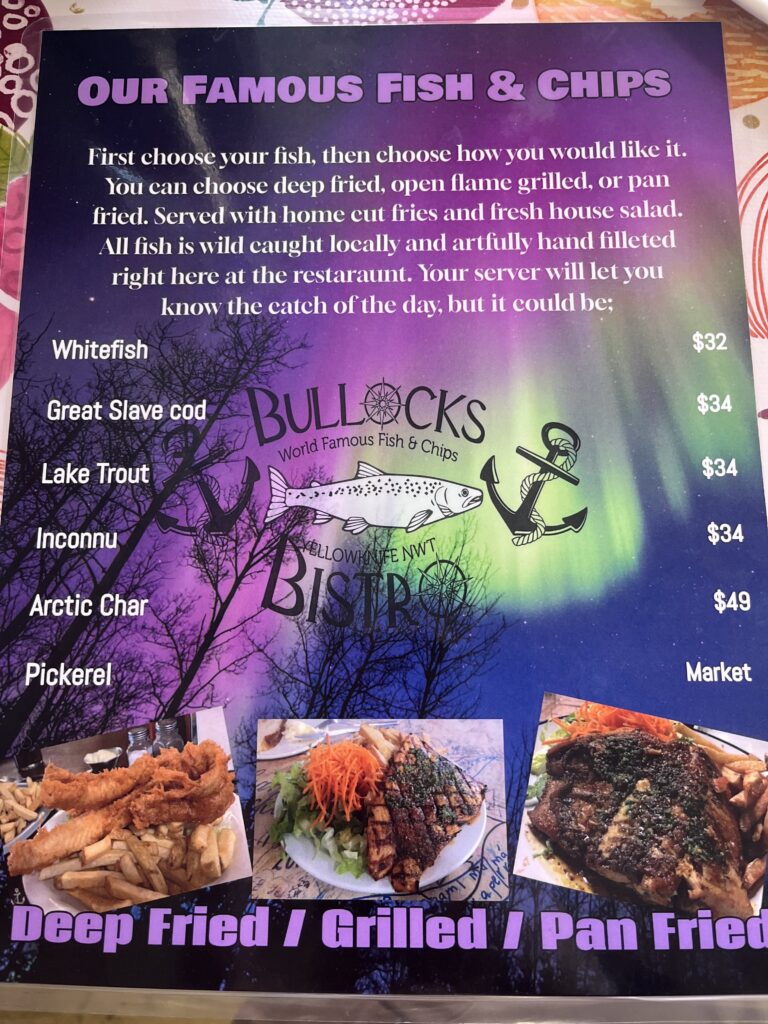 OUR FAMOUS FISH & CHIPS
First choose your fish, then choose how you would like it.
You can choose deep fried, open flame grilled, or pan
fried. Served with home cut fries and fresh house salad.
All fish is wild caught locally and artfully hand filleted
right here at the restaraunt. Your server will let you
know the catch of the day, but it could be;
Whitefish $32
Great Slave cod $34
Lake Trout $34
Inconnu $34
Arctic Char $49
Pickerel Market
BULLOCKS
World Famous Fish & Chips
YELLOWKNIFE NWT
BISTRO
Deep Fried / Grilled / Pan Fried